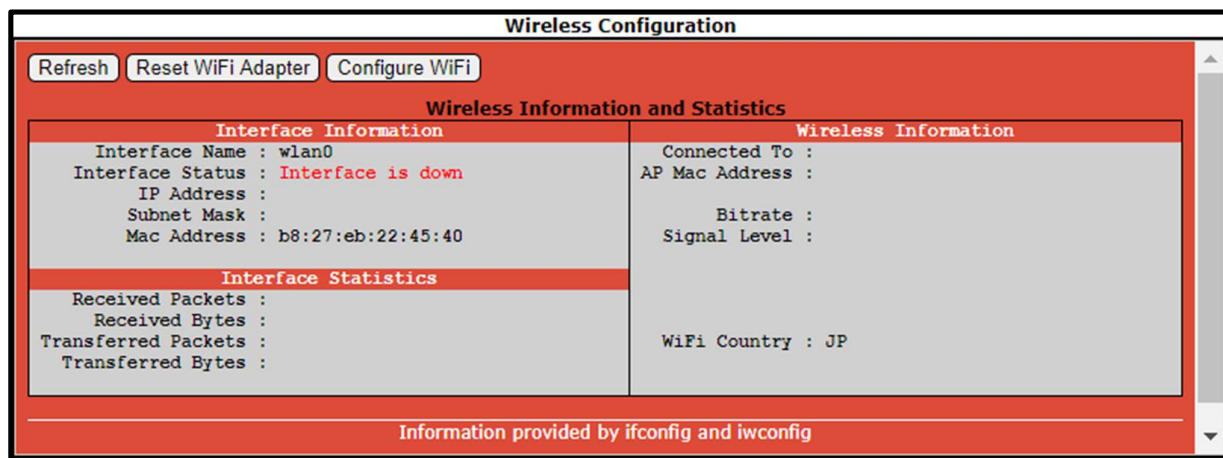 Wireless Configuration
Refresh Reset WiFi Adapter Configure WiFi
Wireless Information and Statistics
Interface Information
Interface Name : wlan0
Interface Status : Interface is down
IP Address :
Subnet Mask :
Mac Address : b8:27:eb:22:45:40
Interface Statistics
Received Packets :
Received Bytes :
Transferred Packets :
Transferred Bytes :
Wireless Information
Connected To :
AP Mac Address :
Bitrate :
Signal Level :
WiFi Country : JP
Information provided by ifconfig and iwconfig